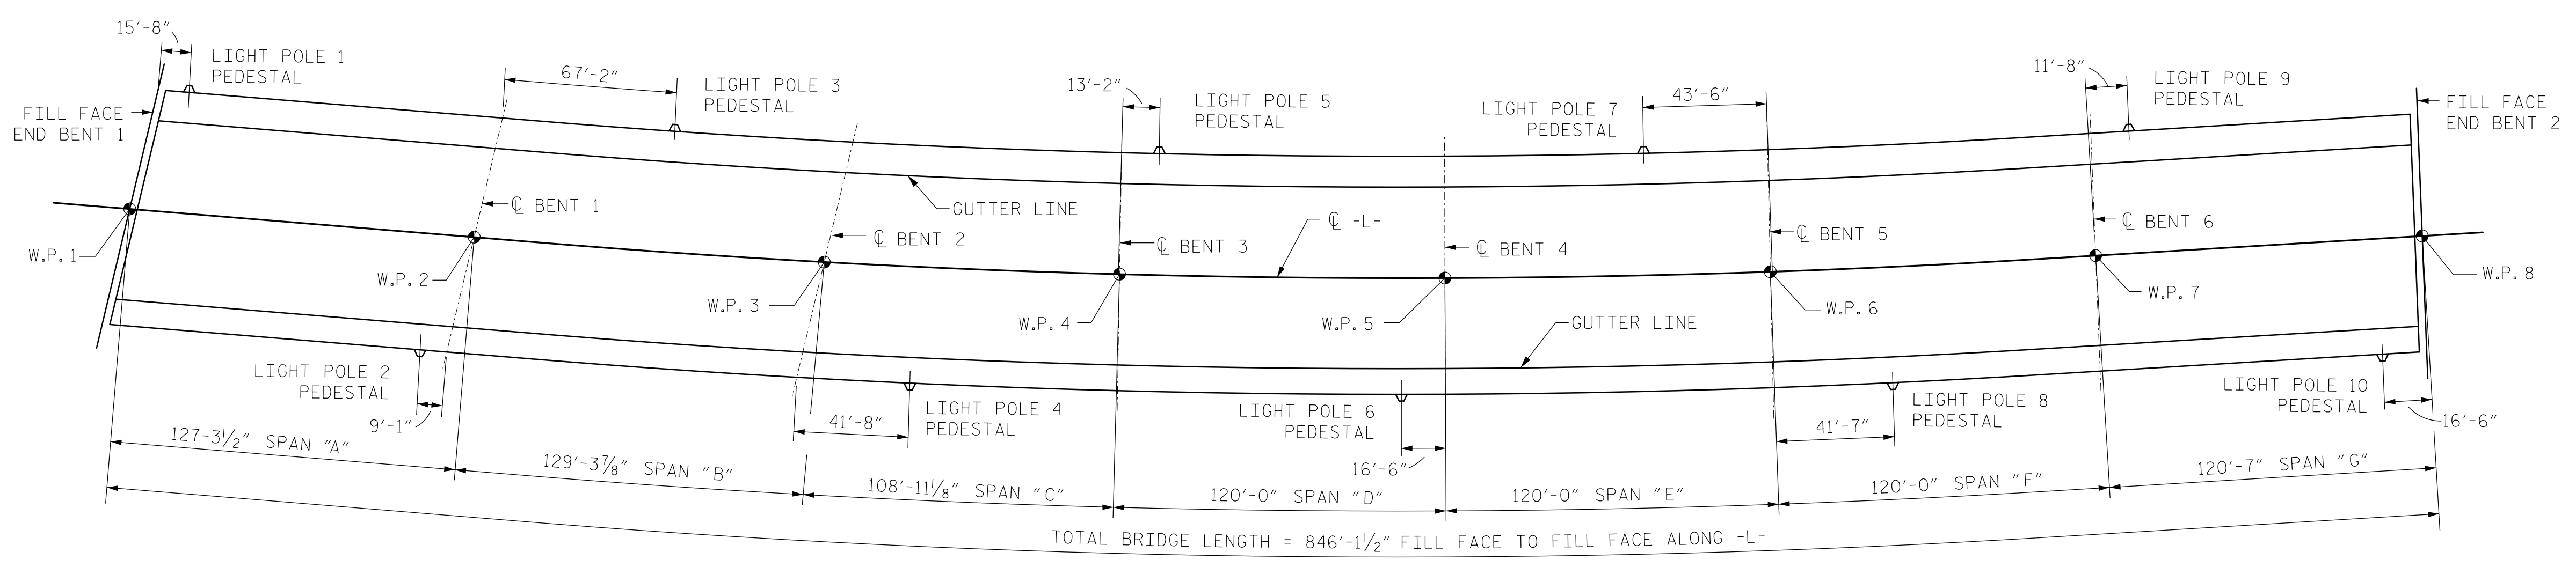 15'-8"
LIGHT POLE 1
PEDESTAL
67'-2"
LIGHT POLE 3
PEDESTAL
13'-2"
LIGHT POLE 5
PEDESTAL
LIGHT POLE 7
PEDESTAL
43'-6"
11'-8"
LIGHT POLE 9
PEDESTAL
FILL FACE
END BENT 1
FILL FACE
END BENT 2
℄ BENT 1
℄ BENT 2
GUTTER LINE
℄ BENT 3
℄ -L-
℄ BENT 4
℄ BENT 5
℄ BENT 6
W.P. 1
W.P. 2
W.P. 3
W.P. 4
W.P. 5
W.P. 6
W.P. 7
W.P. 8
GUTTER LINE
LIGHT POLE 2
PEDESTAL
9'-1"
41'-8"
LIGHT POLE 4
PEDESTAL
LIGHT POLE 6
PEDESTAL
16'-6"
41'-7"
LIGHT POLE 8
PEDESTAL
LIGHT POLE 10
PEDESTAL
16'-6"
127-3½" SPAN "A"
129'-3⅞" SPAN "B"
108'-11⅛" SPAN "C"
120'-0" SPAN "D"
120'-0" SPAN "E"
120'-0" SPAN "F"
120'-7" SPAN "G"
TOTAL BRIDGE LENGTH = 846'-1½" FILL FACE TO FILL FACE ALONG -L-